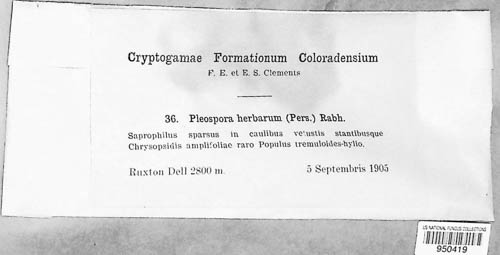 Cryptogamae Formationum Coloradensium
F. E. et E. S. Clements
36. Pleospora herbarum (Pers.) Rabh.
Saprophilus sparsus in caulibus vetustis stantibusque
Chrysopsidis amplifoliae raro Populus tremuloides-hylio.
Ruxton Dell 2800 m.
5 Septembris 1905
US NATIONAL FUNGUS COLLECTIONS
950419